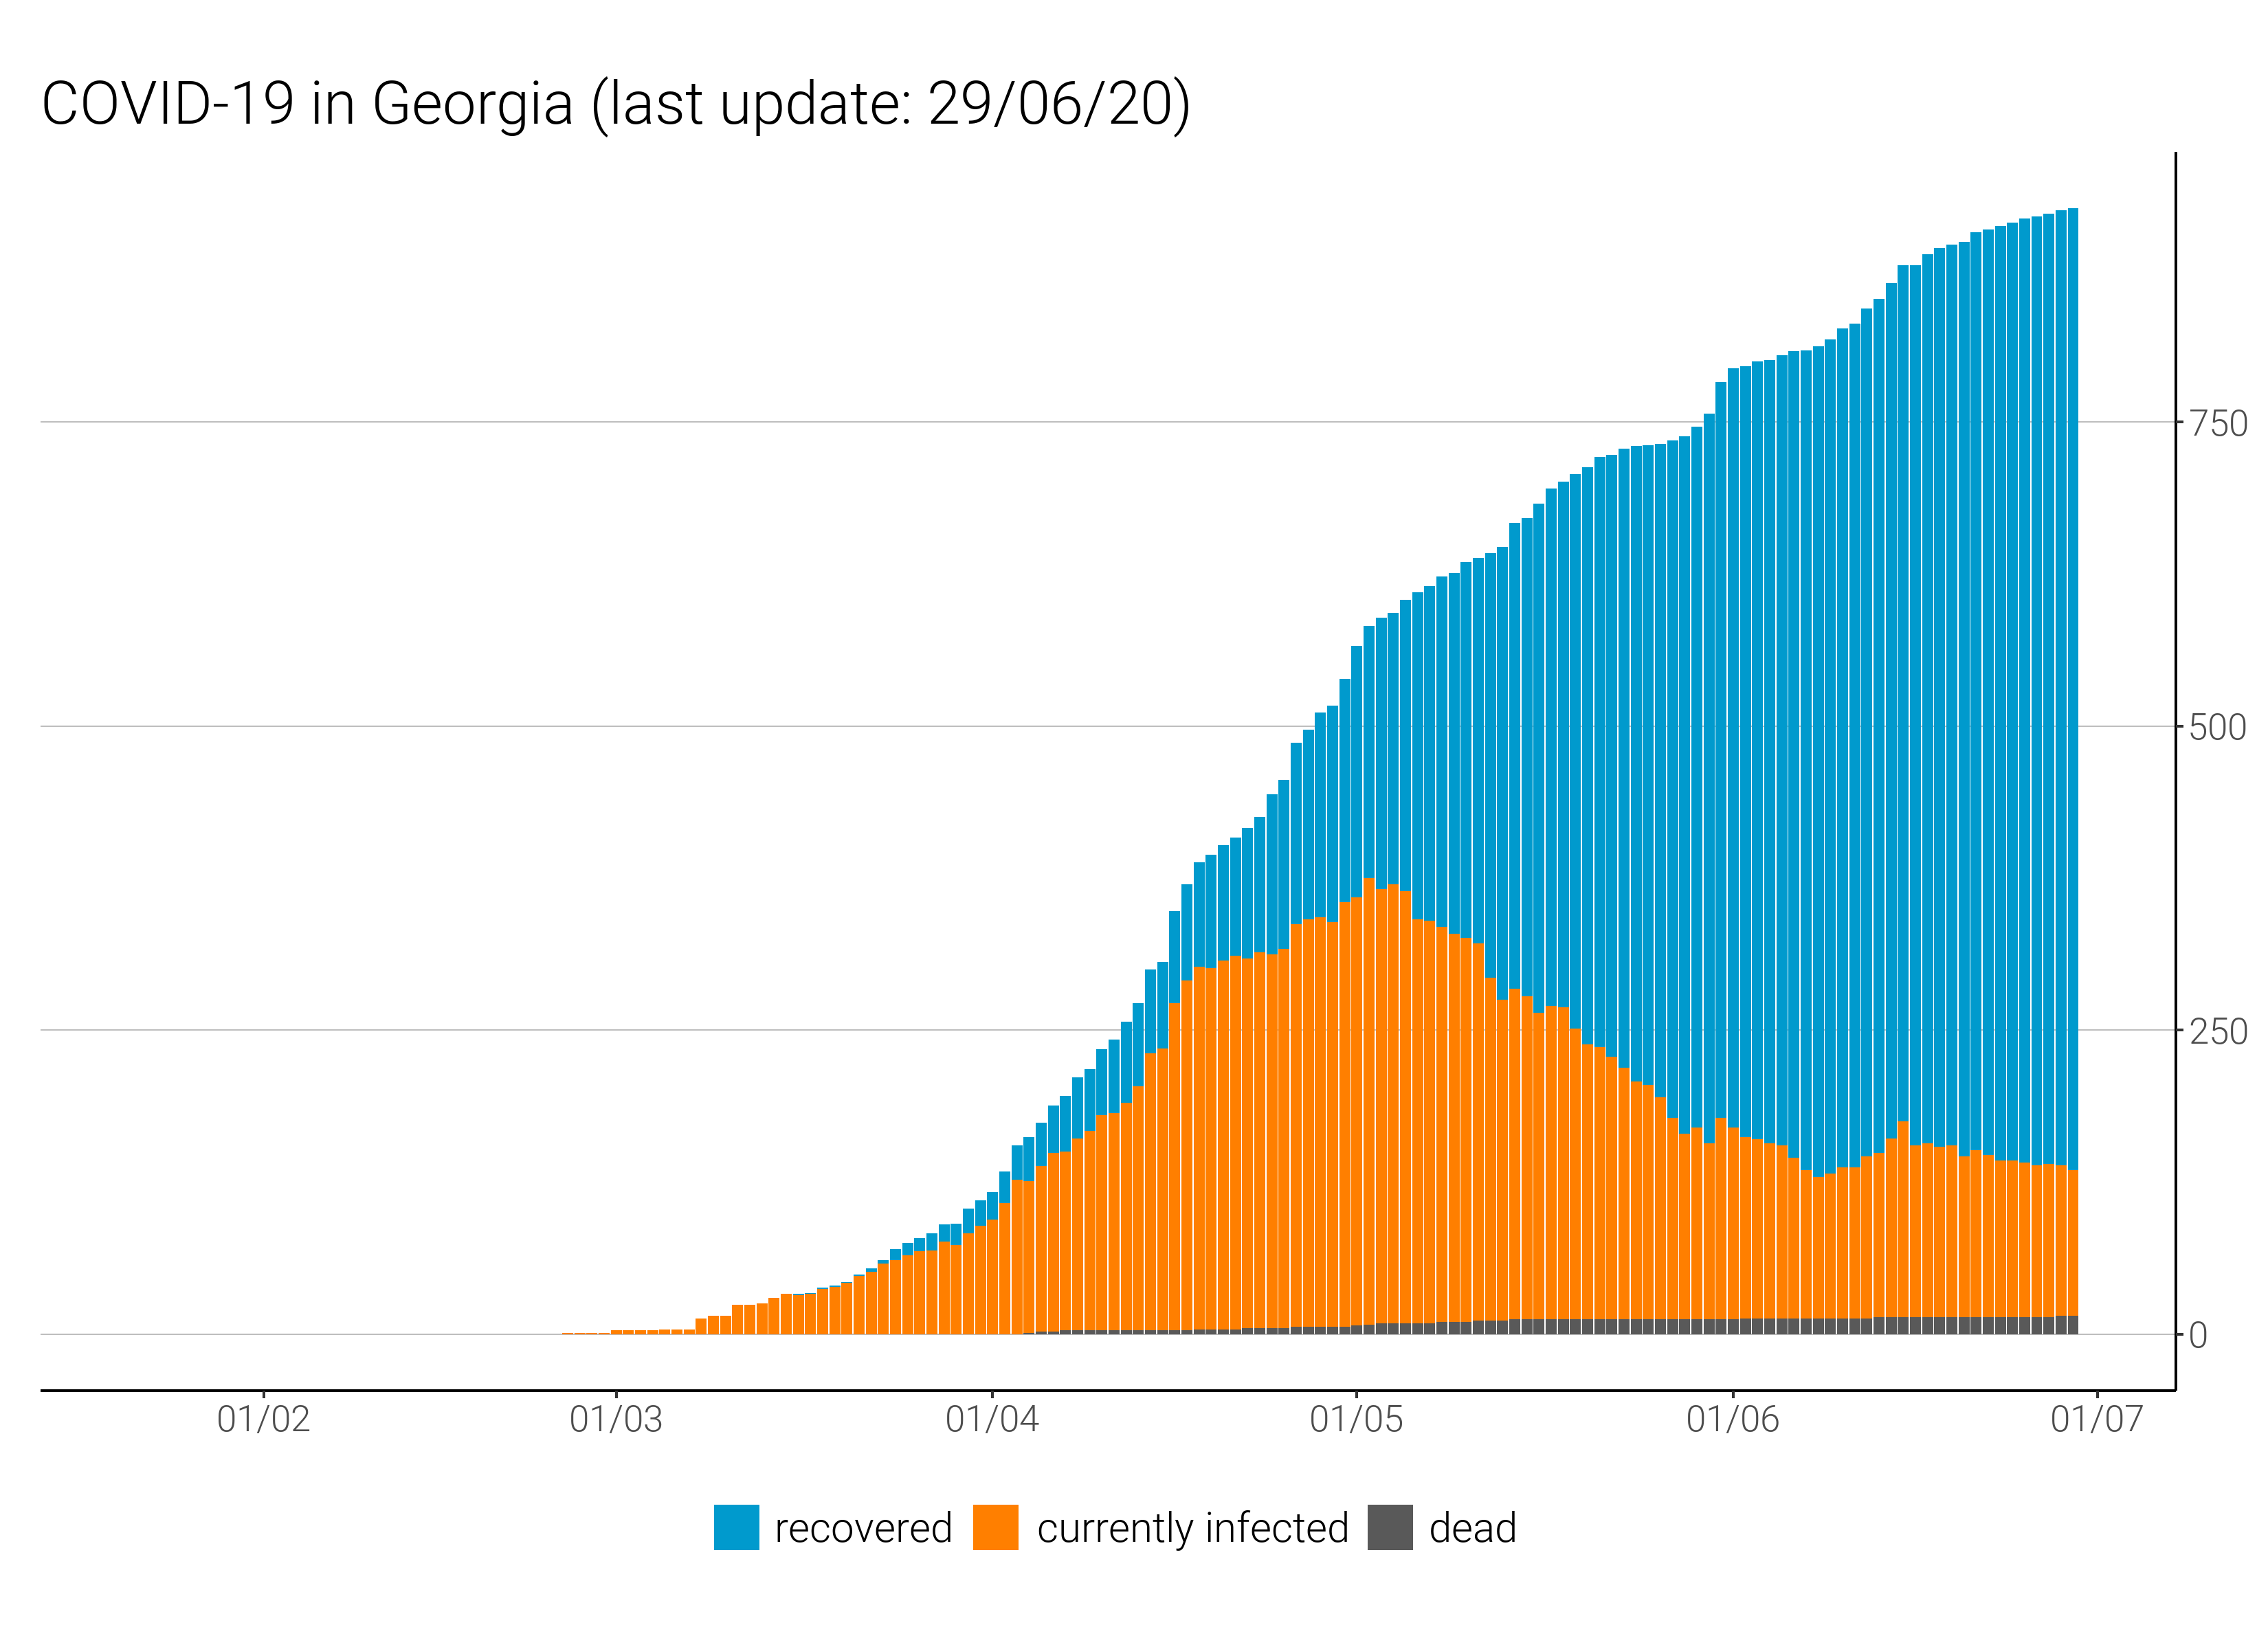 COVID-19 in Georgia (last update: 29/06/20)
750
500
250
0
01/02 01/03 01/04 01/05 01/06 01/07
recovered currently infected dead